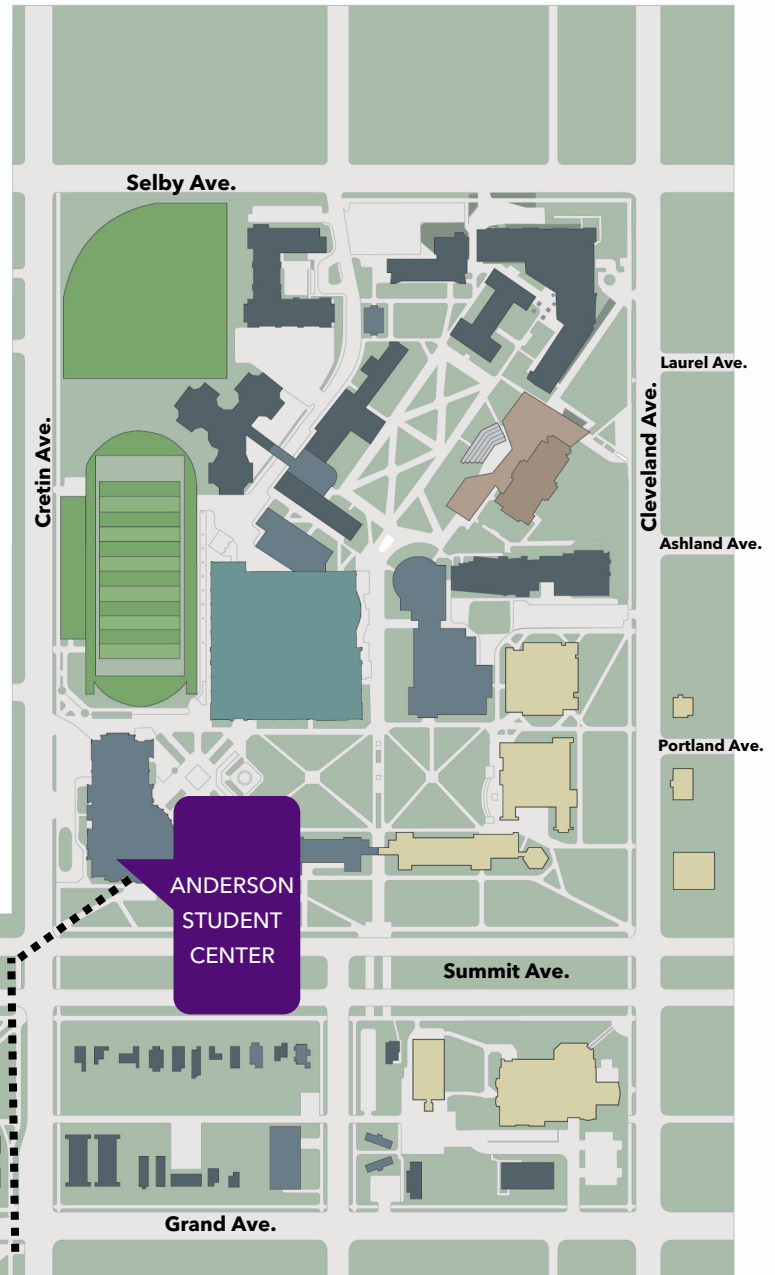 Selby Ave.
Laurel Ave.
Cretin Ave.
Cleveland Ave.
Ashland Ave.
Portland Ave.
ANDERSON
STUDENT
CENTER
Summit Ave.
Grand Ave.